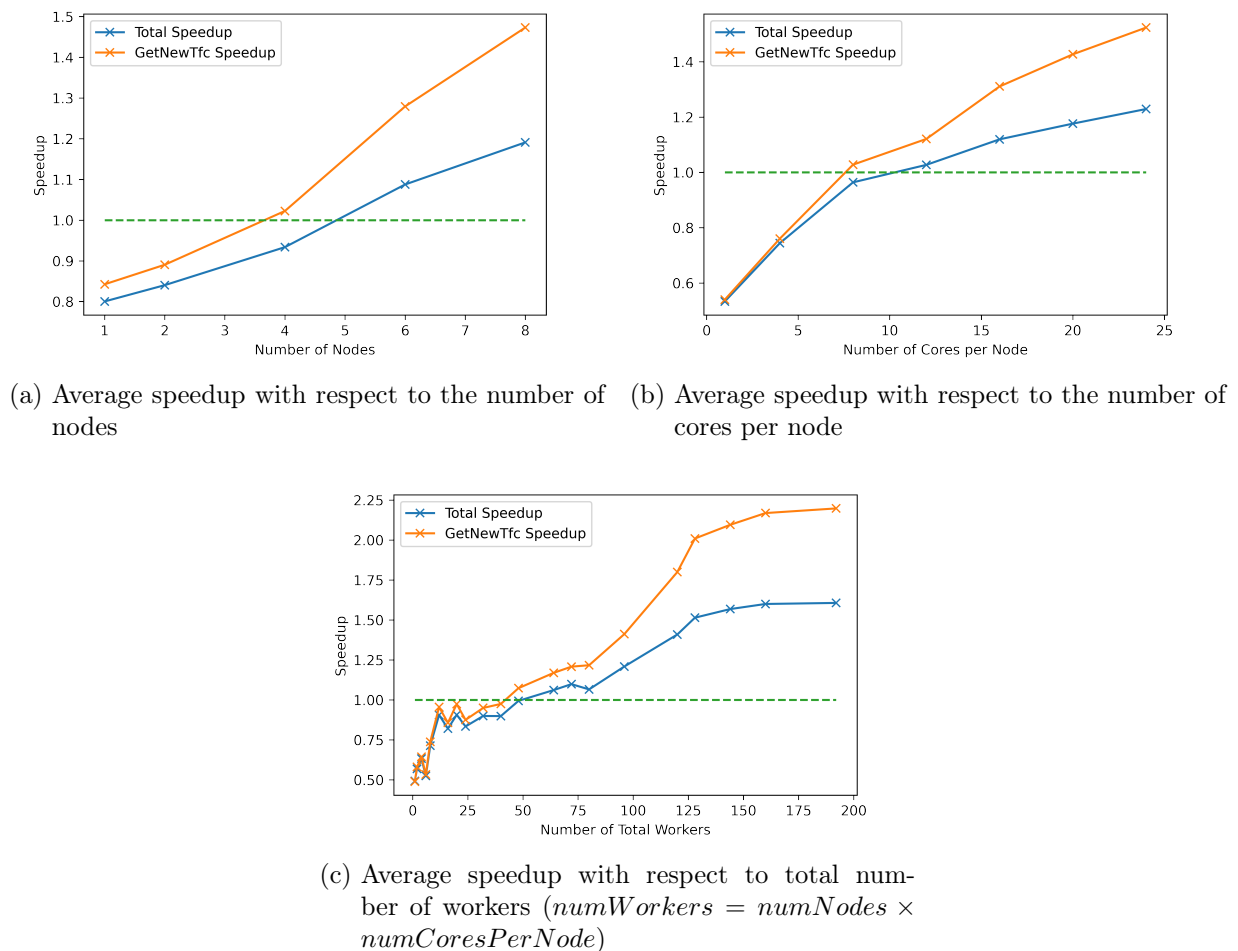 1.5
1.4
1.3
1.2
1.1
1.0
0.9
0.8
Speedup
Total Speedup
GetNewTfc Speedup
1 2 3 4 5 6 7 8
Number of Nodes
(a) Average speedup with respect to the number of
nodes
1.4
1.2
1.0
0.8
0.6
Speedup
Total Speedup
GetNewTfc Speedup
0 5 10 15 20 25
Number of Cores per Node
(b) Average speedup with respect to the number of
cores per node
2.25
2.00
1.75
1.50
1.25
1.00
0.75
0.50
Speedup
Total Speedup
GetNewTfc Speedup
0 25 50 75 100 125 150 175 200
Number of Total Workers
(c) Average speedup with respect to total num-
ber of workers (numWorkers = numNodes ×
numCoresPerNode)